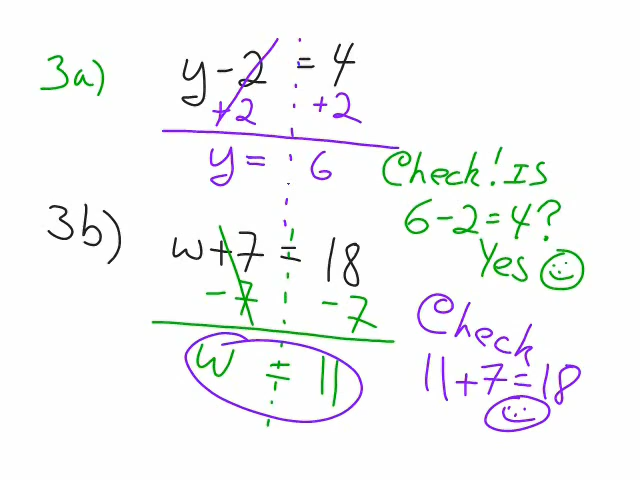 3a) y-2 = 4
+2 +2
y = 6
Check! Is
6-2=4?
Yes
3b) w+7 = 18
-7 -7
w = 11
Check
11+7=18